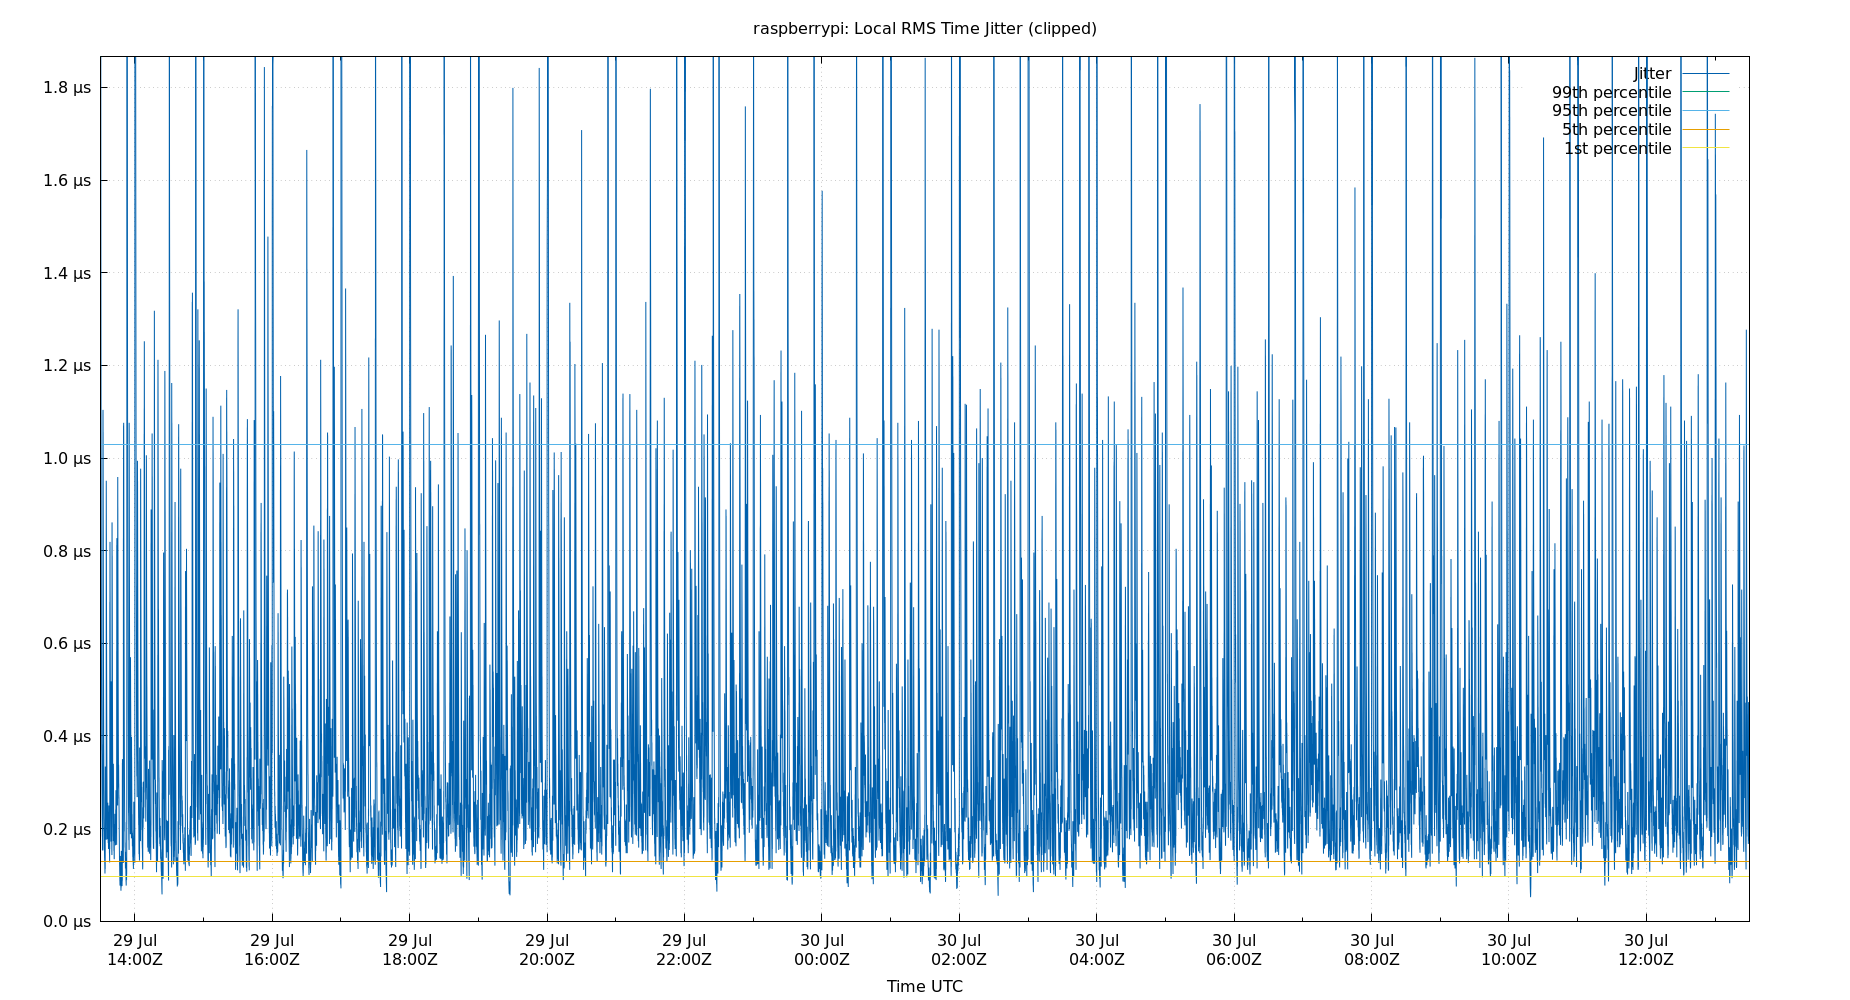 raspberrypi: Local RMS Time Jitter (clipped)
Jitter
99th percentile
95th percentile
5th percentile
1st percentile
1.8 µs
1.6 µs
1.4 µs
1.2 µs
1.0 µs
0.8 µs
0.6 µs
0.4 µs
0.2 µs
0.0 µs
29 Jul 29 Jul 29 Jul 29 Jul 29 Jul 30 Jul 30 Jul 30 Jul 30 Jul 30 Jul 30 Jul 30 Jul
14:00Z 16:00Z 18:00Z 20:00Z 22:00Z 00:00Z 02:00Z 04:00Z 06:00Z 08:00Z 10:00Z 12:00Z
Time UTC